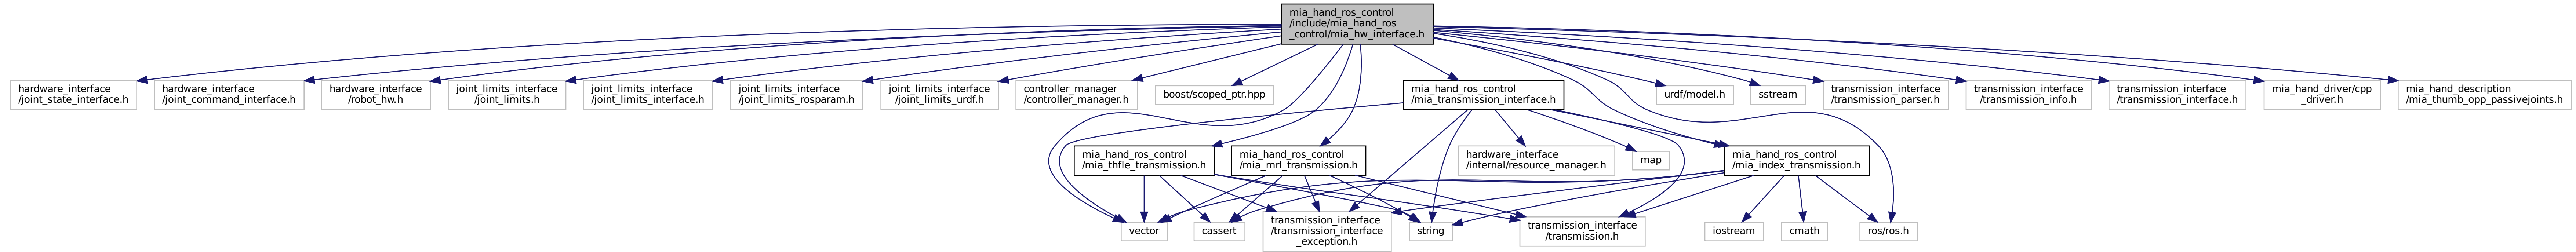 mia_hand_ros_control
/include/mia_hand_ros
_control/mia_hw_interface.h
hardware_interface
/joint_state_interface.h
hardware_interface
/joint_command_interface.h
hardware_interface
/robot_hw.h
joint_limits_interface
/joint_limits.h
joint_limits_interface
/joint_limits_interface.h
joint_limits_interface
/joint_limits_rosparam.h
joint_limits_interface
/joint_limits_urdf.h
controller_manager
/controller_manager.h
boost/scoped_ptr.hpp
mia_hand_ros_control
/mia_transmission_interface.h
urdf/model.h
sstream
transmission_interface
/transmission_parser.h
transmission_interface
/transmission_info.h
transmission_interface
/transmission_interface.h
mia_hand_driver/cpp
_driver.h
mia_hand_description
/mia_thumb_opp_passivejoints.h
mia_hand_ros_control
/mia_thfle_transmission.h
mia_hand_ros_control
/mia_mrl_transmission.h
hardware_interface
/internal/resource_manager.h
map
mia_hand_ros_control
/mia_index_transmission.h
vector
cassert
transmission_interface
/transmission_interface
_exception.h
string
transmission_interface
/transmission.h
iostream
cmath
ros/ros.h